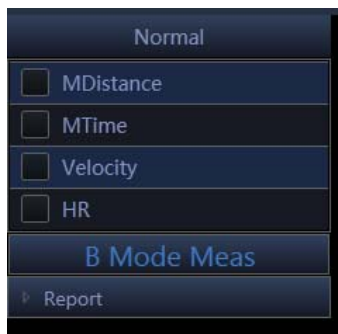 Normal
MDistance
MTime
Velocity
HR
B Mode Meas
Report